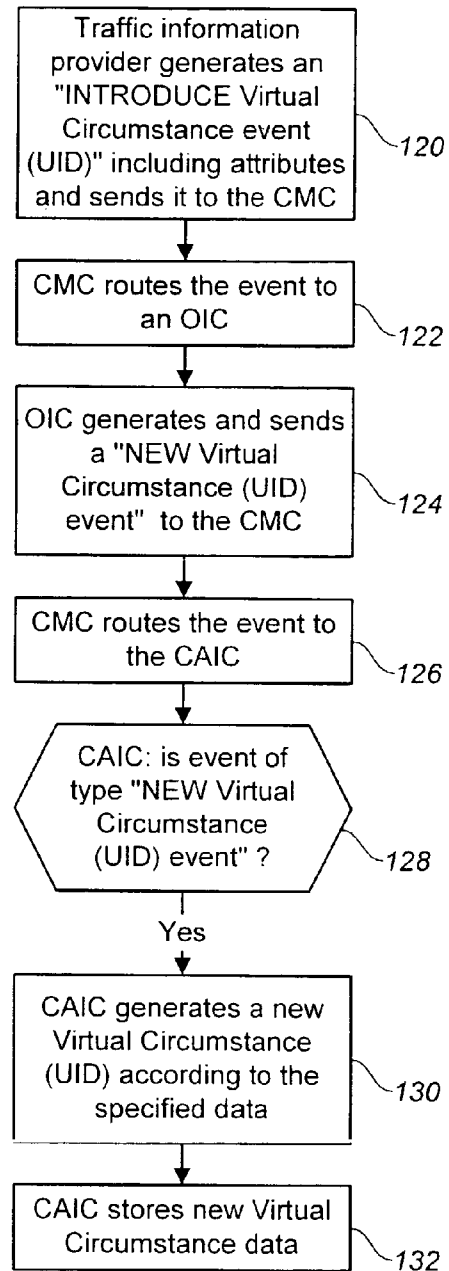 Traffic information
provider generates an
"INTRODUCE Virtual
Circumstance event
(UID)" including attributes
and sends it to the CMC
120
CMC routes the event to
an OIC
122
OIC generates and sends
a "NEW Virtual
Circumstance (UID)
event" to the CMC
124
CMC routes the event to
the CAIC
126
CAIC: is event of
type "NEW Virtual
Circumstance
(UID) event" ?
128
Yes
CAIC generates a new
Virtual Circumstance
(UID) according to the
specified data
130
CAIC stores new Virtual
Circumstance data
132